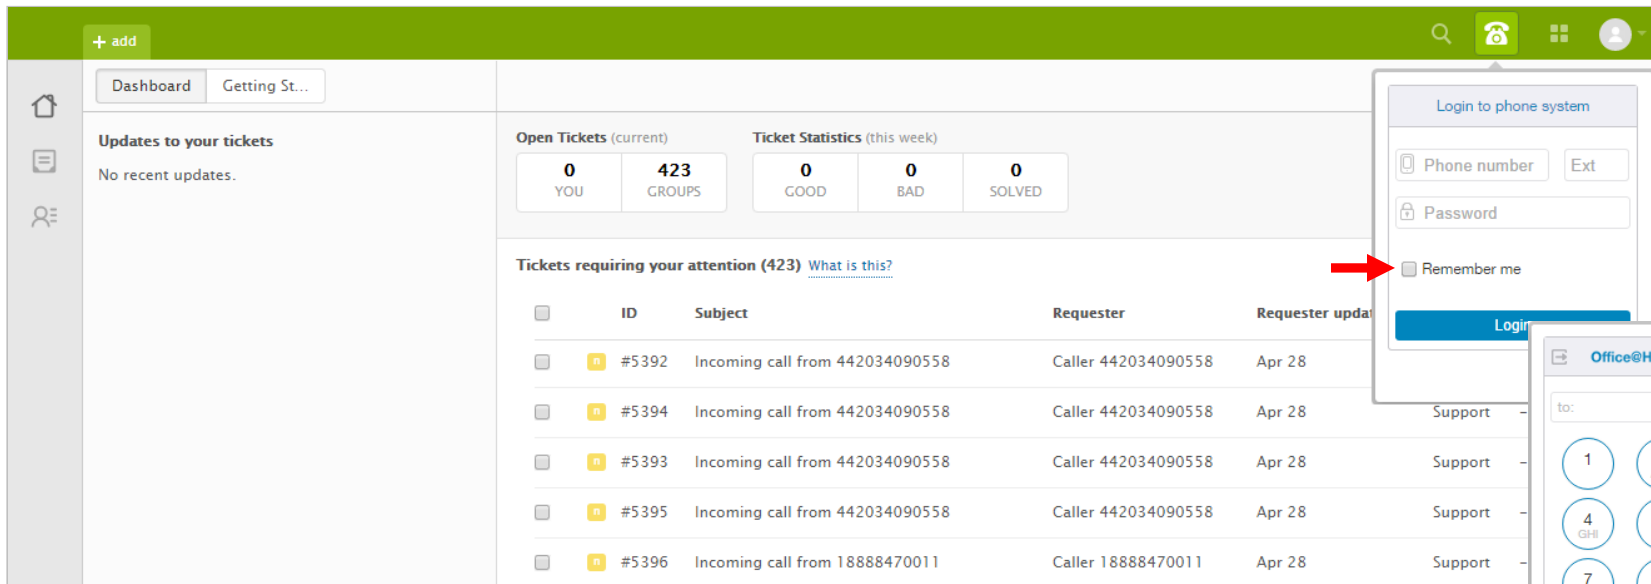 + add
Dashboard Getting St...
Updates to your tickets
No recent updates.
Open Tickets (current)
0 YOU
423 GROUPS
Ticket Statistics (this week)
0 GOOD
0 BAD
0 SOLVED
Tickets requiring your attention (423) What is this?
ID Subject Requester Requester updat
n #5392 Incoming call from 442034090558 Caller 442034090558 Apr 28
n #5394 Incoming call from 442034090558 Caller 442034090558 Apr 28 Support –
n #5393 Incoming call from 442034090558 Caller 442034090558 Apr 28 Support –
n #5395 Incoming call from 442034090558 Caller 442034090558 Apr 28 Support –
n #5396 Incoming call from 18888470011 Caller 18888470011 Apr 28 Support –
Login to phone system
Phone number Ext
Password
Remember me
Login
Office@H
to:
1
4
GHI
7